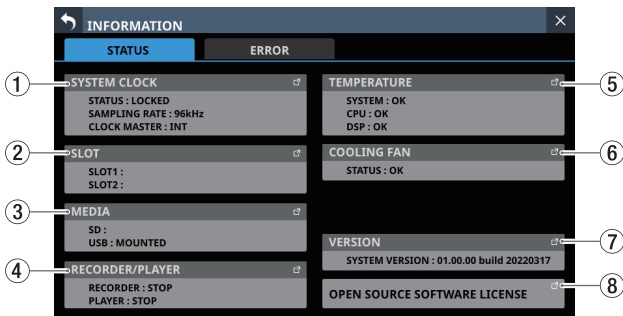 INFORMATION
STATUS
ERROR
1
SYSTEM CLOCK
STATUS : LOCKED
SAMPLING RATE : 96kHz
CLOCK MASTER : INT
2
SLOT
SLOT1 :
SLOT2 :
3
MEDIA
SD :
USB : MOUNTED
4
RECORDER/PLAYER
RECORDER : STOP
PLAYER : STOP
TEMPERATURE
5
SYSTEM : OK
CPU : OK
DSP : OK
COOLING FAN
6
STATUS : OK
VERSION
7
SYSTEM VERSION : 01.00.00 build 20220317
OPEN SOURCE SOFTWARE LICENSE
8